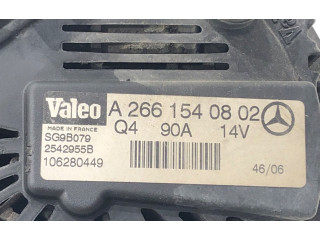 Valeo A 266 154 08 02
MADE IN FRANCE Q4 90A 14V
SG9B079
2542955B
106280449 46/06